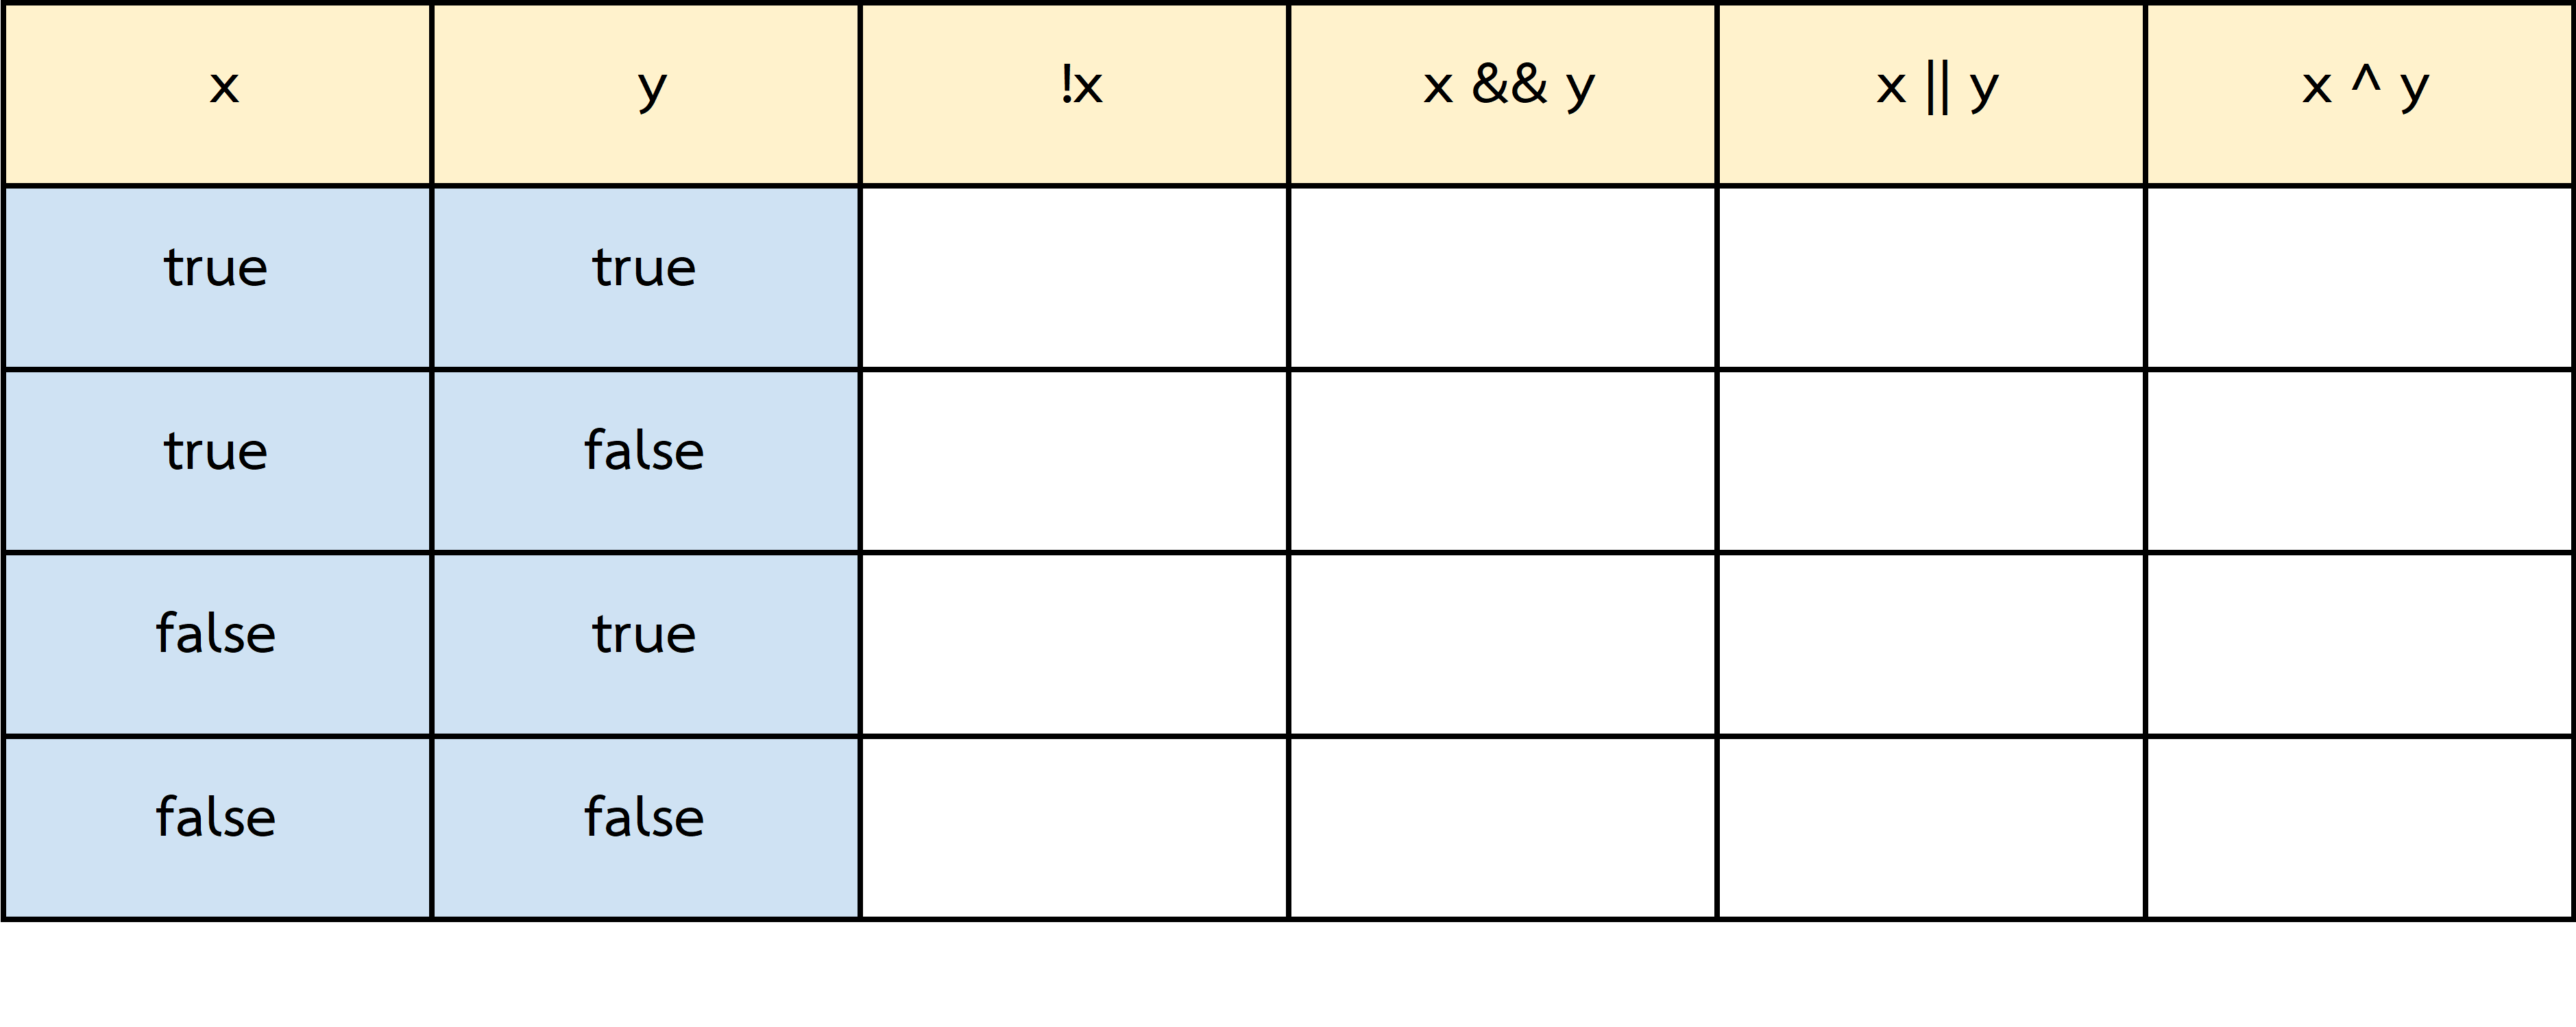 x y !x x && y x || y x ^ y
true true
true false
false true
false false